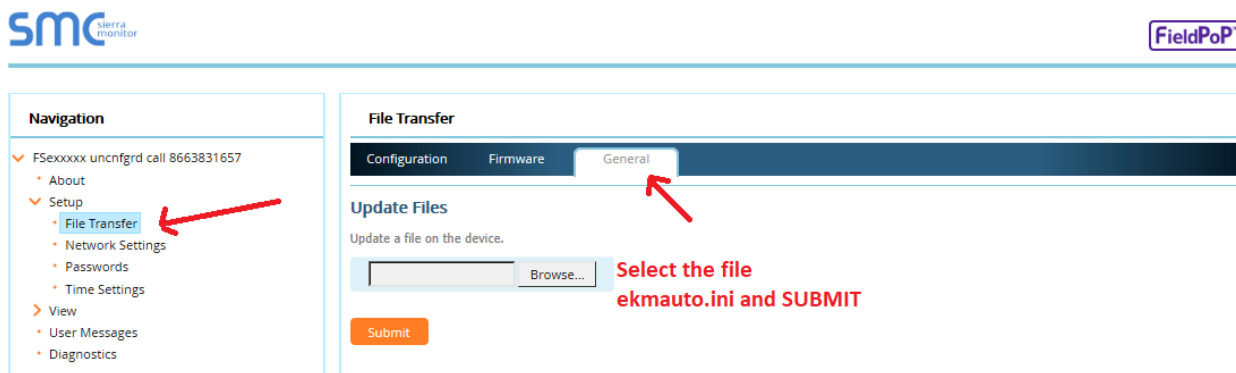 smc sierra monitor
FieldPoP™
Navigation
FSexxxxx uncnfgrd call 8663831657
About
Setup
File Transfer
Network Settings
Passwords
Time Settings
View
User Messages
Diagnostics
File Transfer
Configuration Firmware General
Update Files
Update a file on the device.
Browse...
Select the file
ekmauto.ini and SUBMIT
Submit